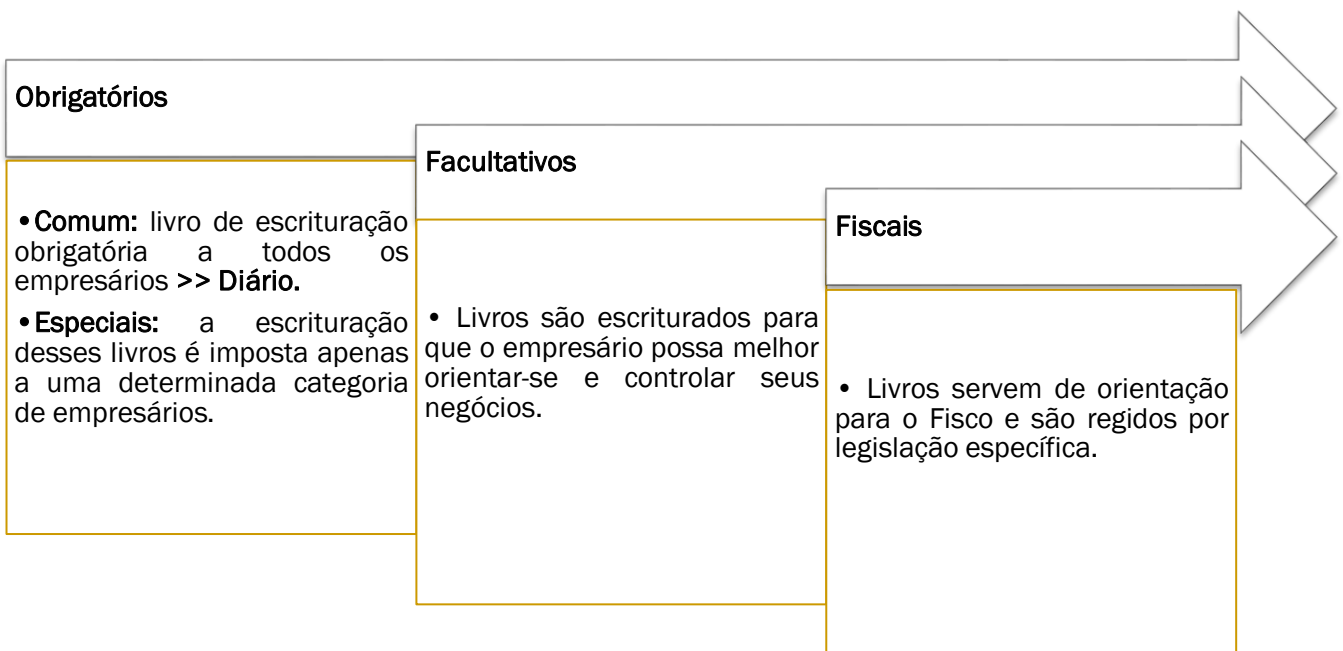 Obrigatórios
•Comum: livro de escrituração
obrigatória a todos os
empresários >> Diário.
•Especiais: a escrituração
desses livros é imposta apenas
a uma determinada categoria
de empresários.
Facultativos
• Livros são escriturados para
que o empresário possa melhor
orientar-se e controlar seus
negócios.
Fiscais
• Livros servem de orientação
para o Fisco e são regidos por
legislação específica.